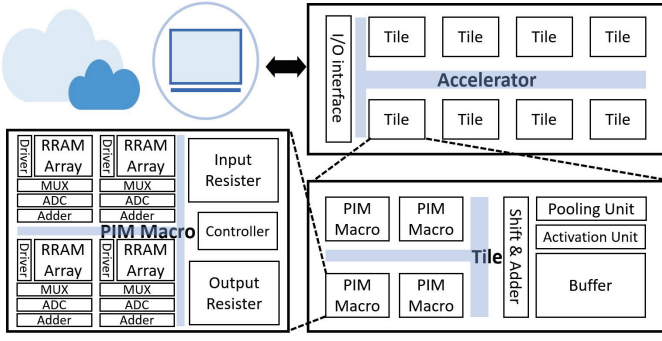 I/O interface
Tile
Tile
Tile
Tile
Accelerator
Tile
Tile
Tile
Tile
Driver
RRAM
Array
MUX
ADC
Adder
Driver
RRAM
Array
MUX
ADC
Adder
Input
Resister
PIM Macro
Controller
Driver
RRAM
Array
MUX
ADC
Adder
Driver
RRAM
Array
MUX
ADC
Adder
Output
Resister
PIM
Macro
PIM
Macro
Tile
PIM
Macro
PIM
Macro
Shift & Adder
Pooling Unit
Activation Unit
Buffer